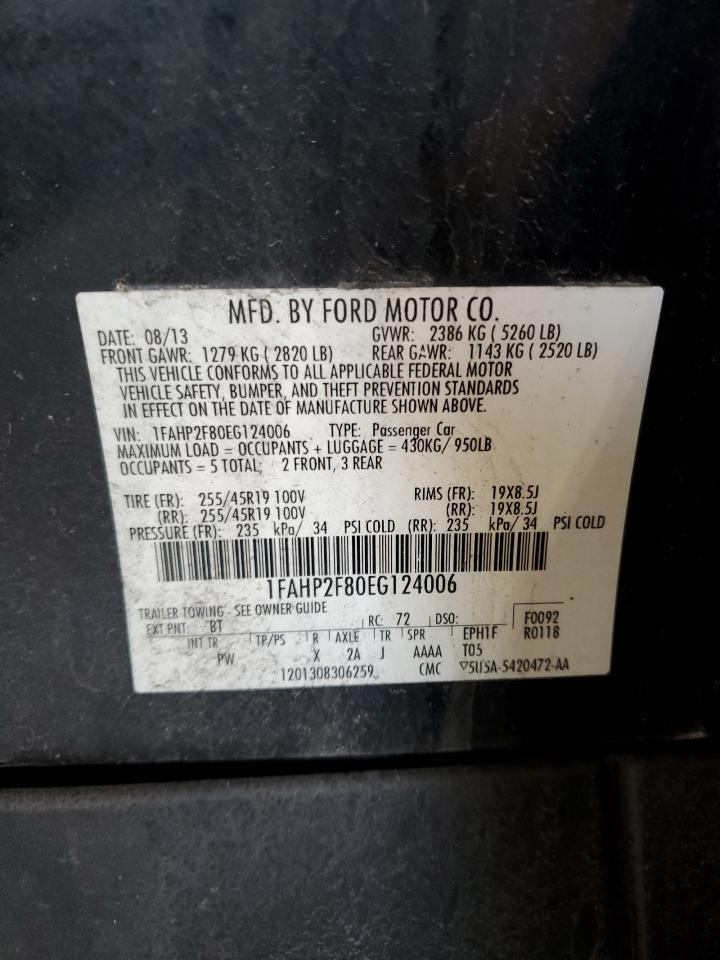 MFD. BY FORD MOTOR CO.
DATE: 08/13 GVWR: 2386 KG ( 5260 LB)
FRONT GAWR: 1279 KG ( 2820 LB) REAR GAWR: 1143 KG ( 2520 LB)
THIS VEHICLE CONFORMS TO ALL APPLICABLE FEDERAL MOTOR
VEHICLE SAFETY, BUMPER, AND THEFT PREVENTION STANDARDS
IN EFFECT ON THE DATE OF MANUFACTURE SHOWN ABOVE.
VIN: 1FAHP2F80EG124006 TYPE: Passenger Car
MAXIMUM LOAD = OCCUPANTS + LUGGAGE = 430KG/ 950LB
OCCUPANTS = 5 TOTAL; 2 FRONT, 3 REAR
TIRE (FR): 255/45R19 100V RIMS (FR): 19X8.5J
(RR): 255/45R19 100V (RR): 19X8.5J
PRESSURE (FR): 235 kPa/ 34 PSI COLD (RR): 235 kPa/ 34 PSI COLD
1FAHP2F80EG124006
TRAILER TOWING - SEE OWNER GUIDE
EXT PNT: BT RC: 72 DSO: F0092
INT TR TP/PS R AXLE TR SPR EPH1F R0118
PW X 2A J AAAA T05
1201308306259 CMC ▽5U5A-5420472-AA